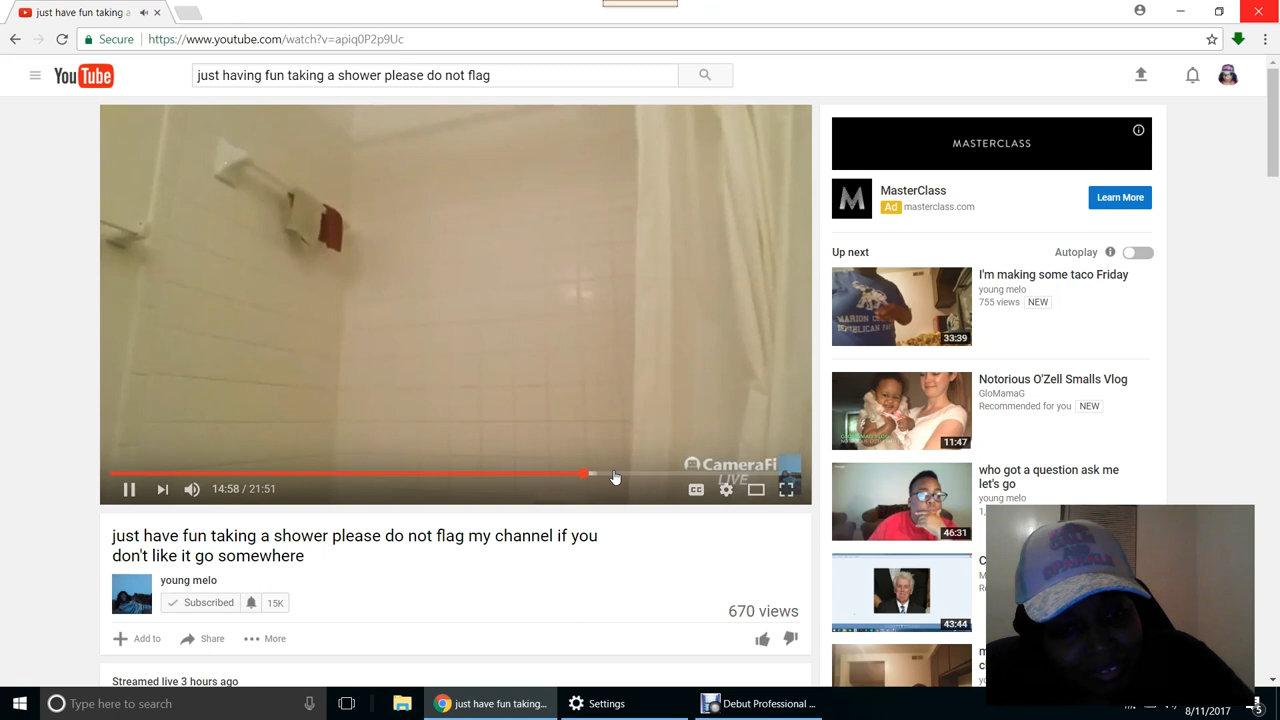 just have fun taking a
Secure https://www.youtube.com/watch?v=apiq0P2p9Uc
YouTube
just having fun taking a shower please do not flag
MASTERCLASS
MasterClass
Ad masterclass.com
Learn More
Up next
Autoplay
I'm making some taco Friday
young melo
755 views NEW
33:39
Notorious O'Zell Smalls Vlog
GloMamaG
Recommended for you NEW
11:47
who got a question ask me
let's go
young melo
46:31
43:44
CameraFi
LIVE
14:58 / 21:51
CC
just have fun taking a shower please do not flag my channel if you
don't like it go somewhere
young melo
Subscribed 15K
670 views
Add to Share More
Streamed live 3 hours ago
Type here to search
just have fun taking...
Settings
Debut Professional ...
8/11/2017
5